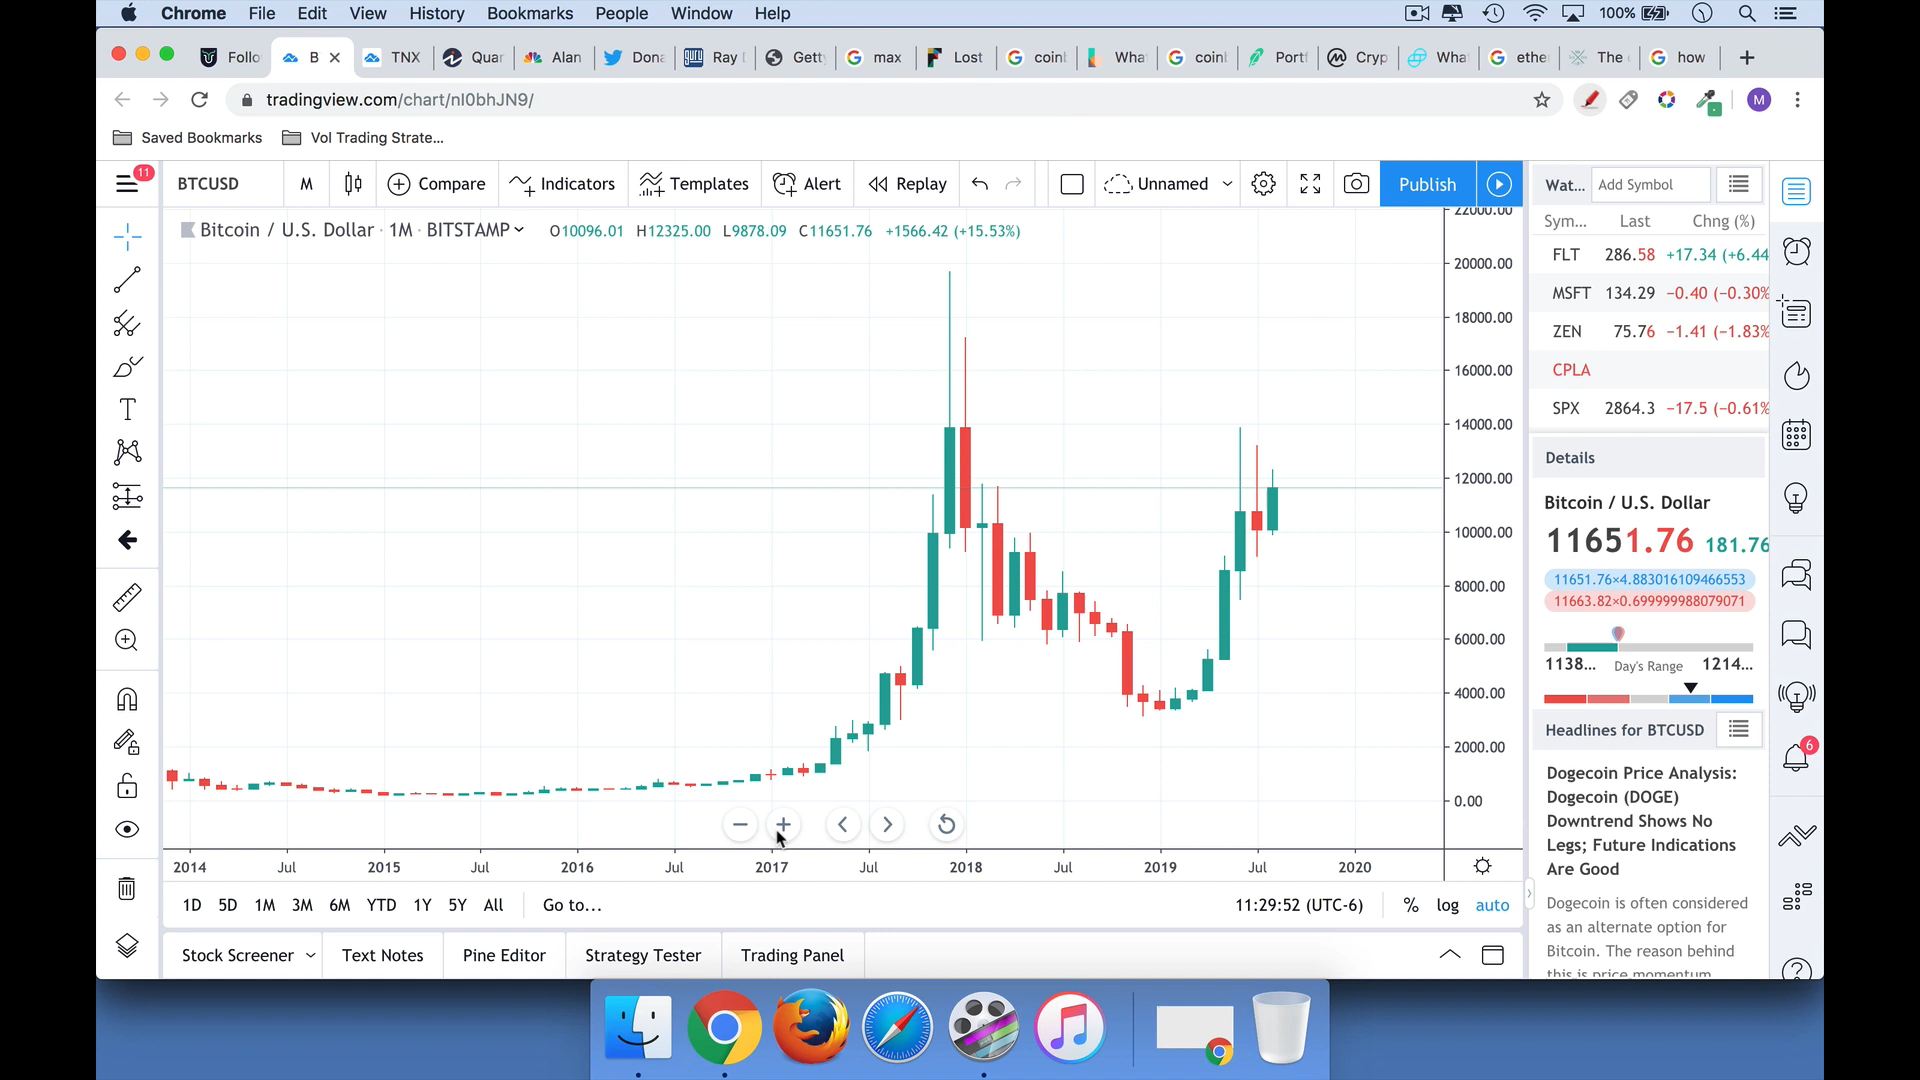 Chrome File Edit View History Bookmarks People Window Help 100%
Follo B TNX Quar Alan Dona guru Ray D Gett max Lost coinb Wha coinb Portf Cryp Wha ether The how
tradingview.com/chart/nI0bhJN9/ M
Saved Bookmarks Vol Trading Strate...
11 BTCUSD M Compare Indicators Templates Alert Replay Unnamed Publish Wat... Add Symbol
Sym... Last Chng (%)
Bitcoin / U.S. Dollar · 1M · BITSTAMP O10096.01 H12325.00 L9878.09 C11651.76 +1566.42 (+15.53%)
FLT 286.58 +17.34 (+6.44
MSFT 134.29 −0.40 (−0.30%
ZEN 75.76 −1.41 (−1.83%
CPLA
SPX 2864.3 −17.5 (−0.61%
22000.00
20000.00
18000.00
16000.00
14000.00
12000.00
10000.00
8000.00
6000.00
4000.00
2000.00
0.00
Details
Bitcoin / U.S. Dollar
11651.76 181.76
11651.76×4.883016109466553
11663.82×0.699999988079071
1138... Day's Range 1214...
Headlines for BTCUSD
6
Dogecoin Price Analysis:
Dogecoin (DOGE)
Downtrend Shows No
Legs; Future Indications
Are Good
Dogecoin is often considered
as an alternate option for
Bitcoin. The reason behind
this is price momentum
2014 Jul 2015 Jul 2016 Jul 2017 Jul 2018 Jul 2019 Jul 2020
1D 5D 1M 3M 6M YTD 1Y 5Y All Go to... 11:29:52 (UTC-6) % log auto
Stock Screener Text Notes Pine Editor Strategy Tester Trading Panel